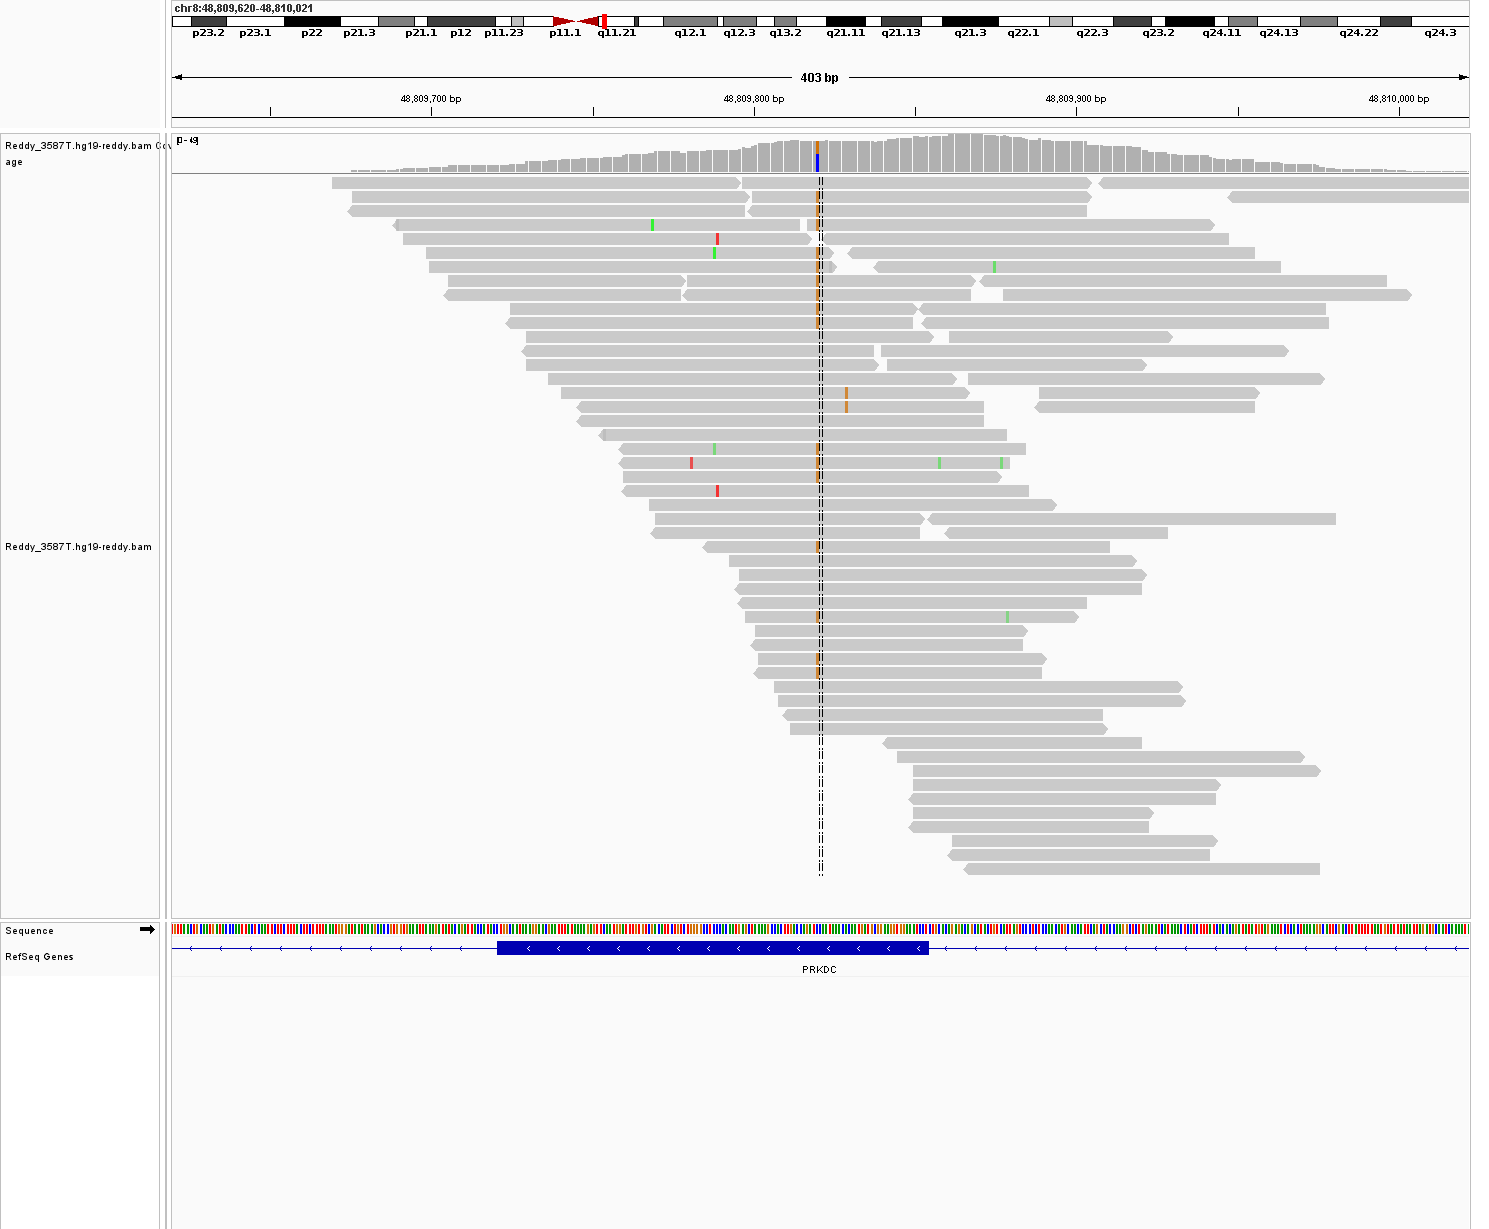 chr8:48,809,620-48,810,021
p23.2 p23.1 p22 p21.3 p21.1 p12 p11.23 p11.1 q11.21 q12.1 q12.3 q13.2 q21.11 q21.13 q21.3 q22.1 q22.3 q23.2 q24.11 q24.13 q24.22 q24.3
403 bp
48,809,700 bp 48,809,800 bp 48,809,900 bp 48,810,000 bp
Reddy_3587T.hg19-reddy.bam Cov
age
Reddy_3587T.hg19-reddy.bam
Sequence
RefSeq Genes
PRKDC